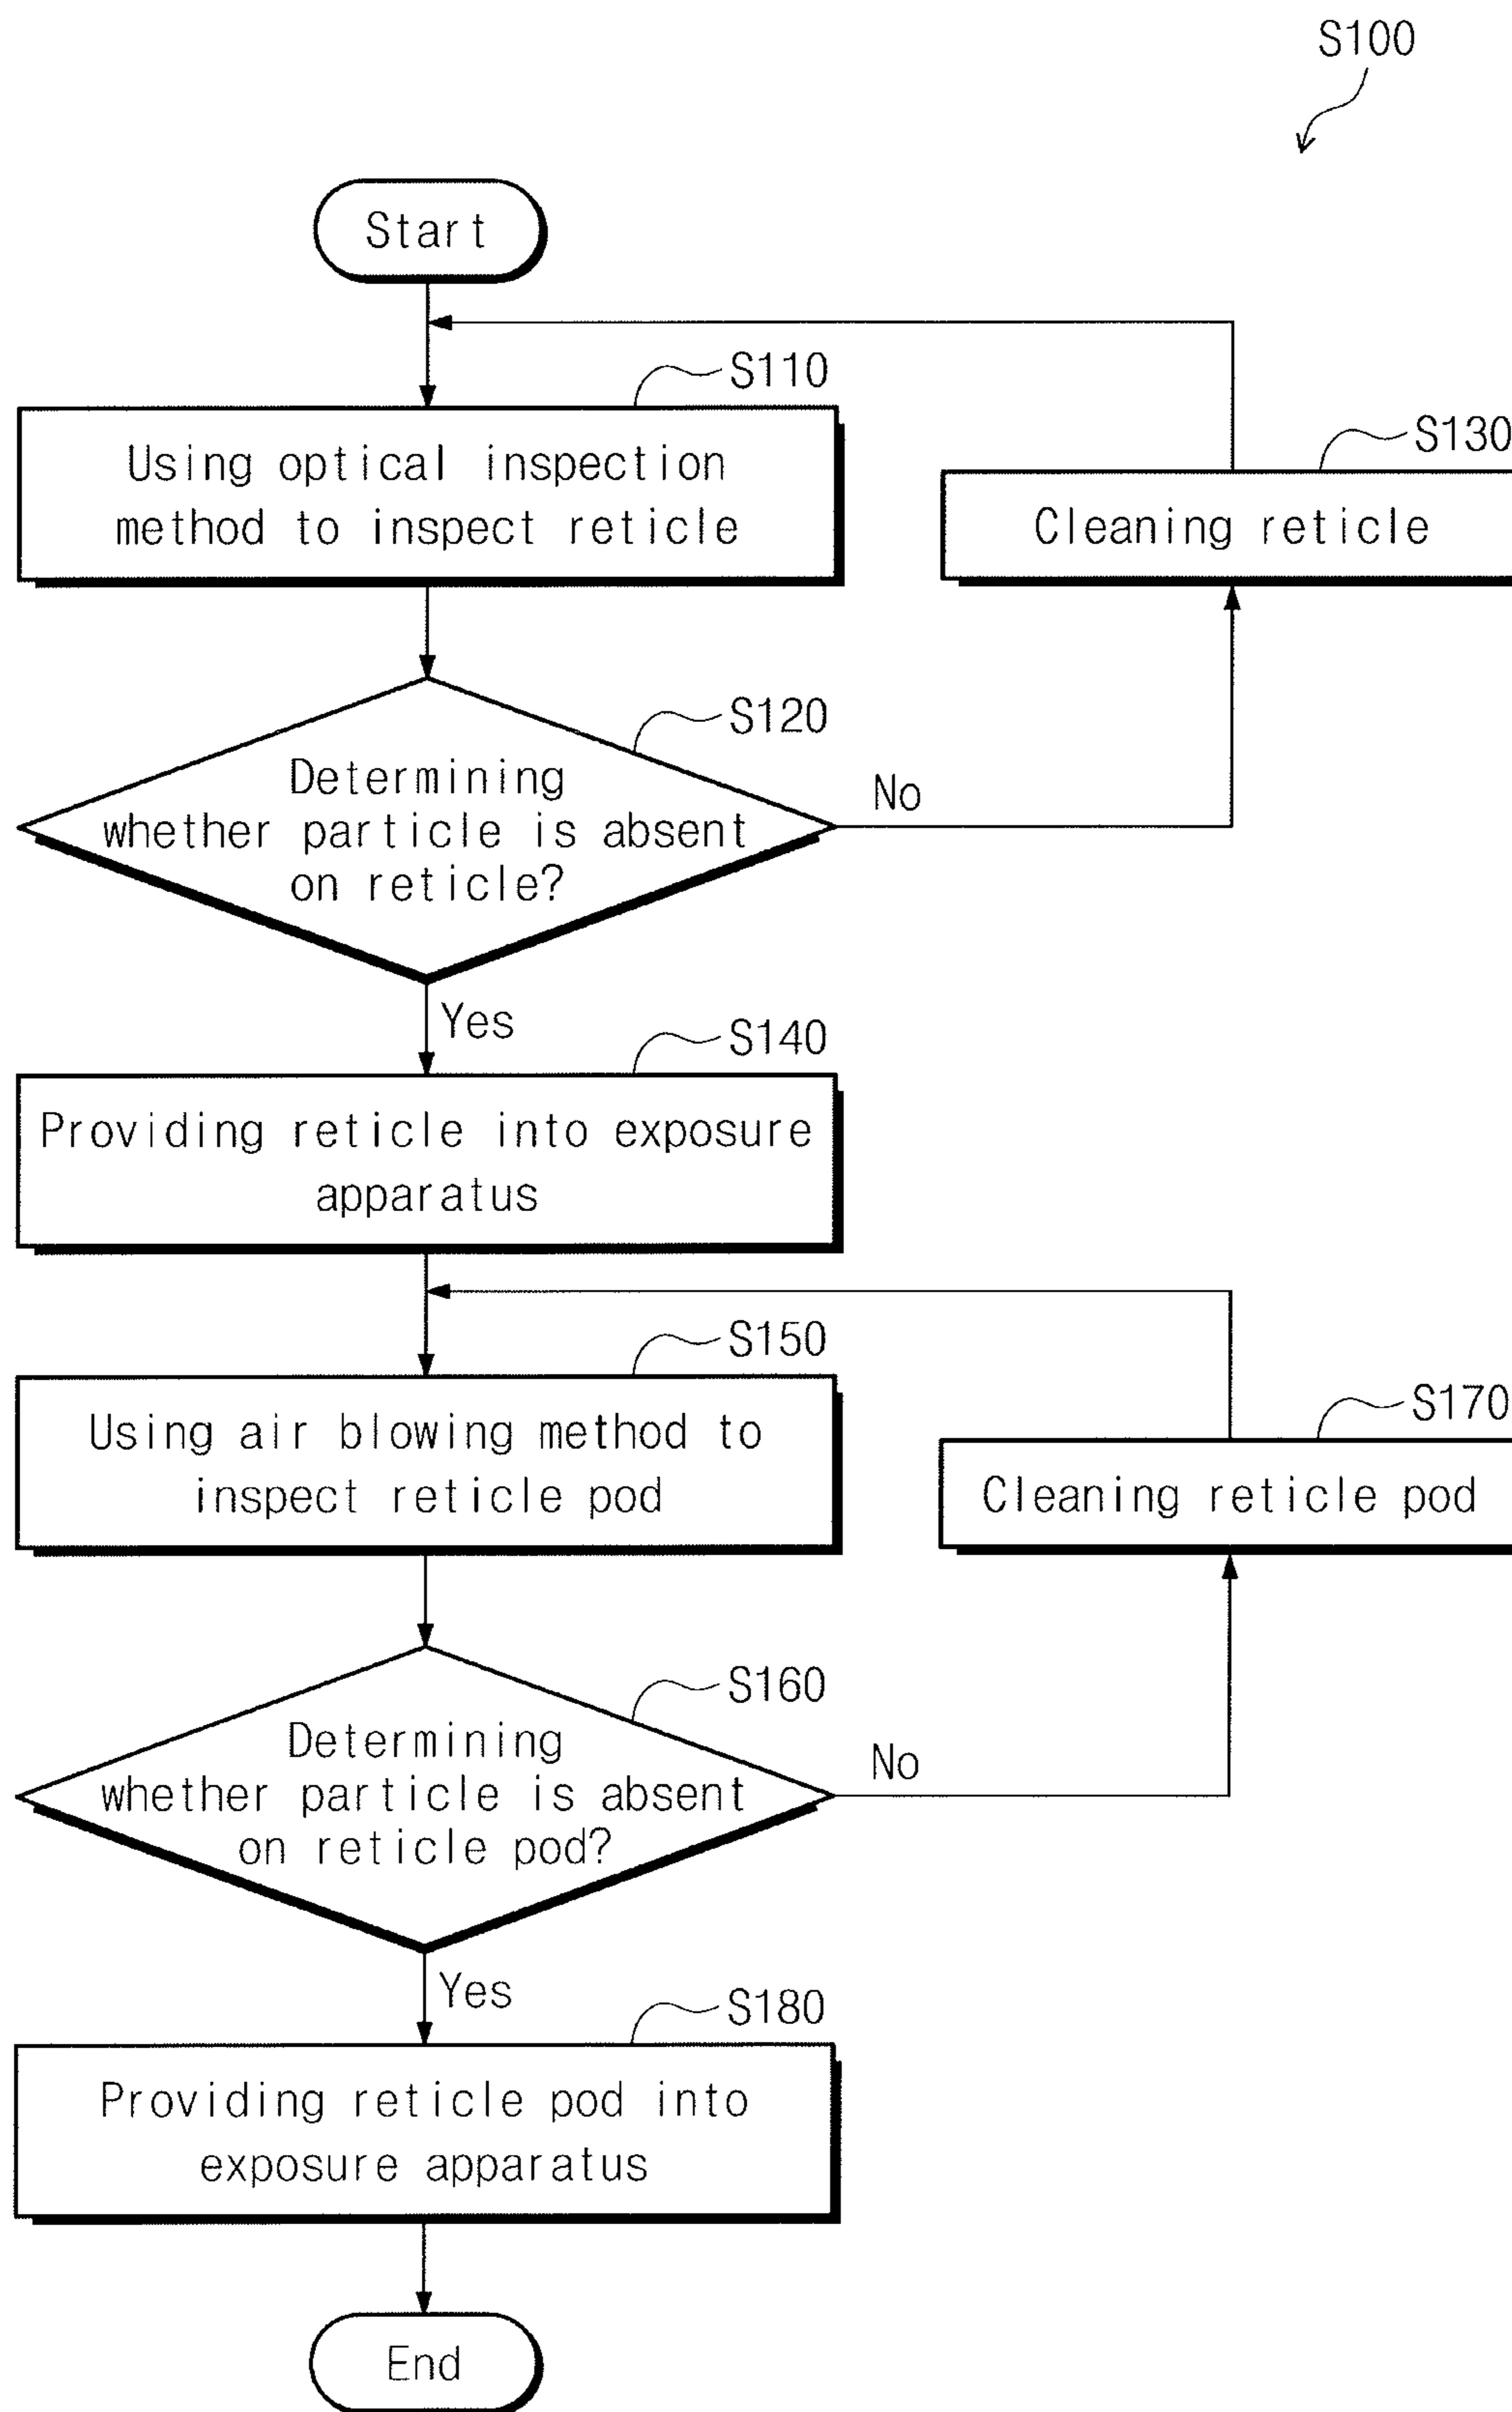 S100
Start
S110
Using optical inspection
method to inspect reticle
S130
Cleaning reticle
S120
Determining
whether particle is absent
on reticle?
No
Yes
S140
Providing reticle into exposure
apparatus
S150
Using air blowing method to
inspect reticle pod
S170
Cleaning reticle pod
S160
Determining
whether particle is absent
on reticle pod?
No
Yes
S180
Providing reticle pod into
exposure apparatus
End